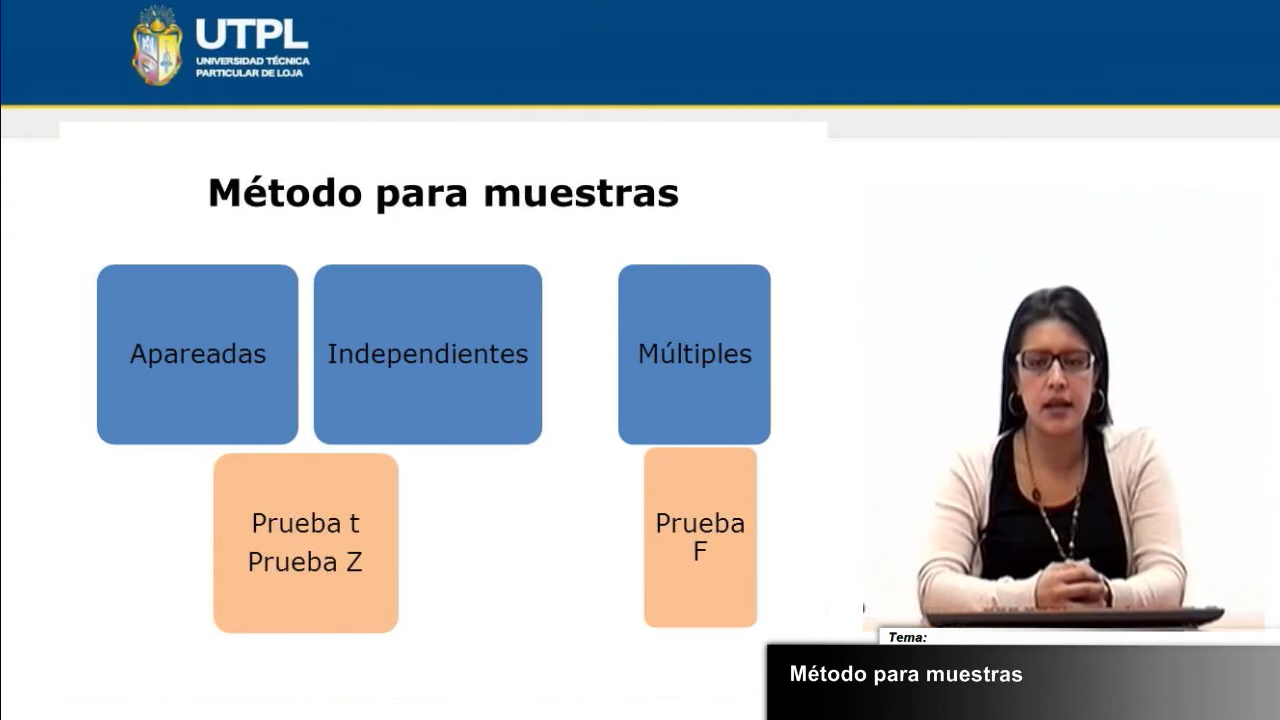 UTPL
UNIVERSIDAD TÉCNICA
PARTICULAR DE LOJA
Método para muestras
Apareadas
Independientes
Múltiples
Prueba t
Prueba Z
Prueba
F
Tema:
Método para muestras